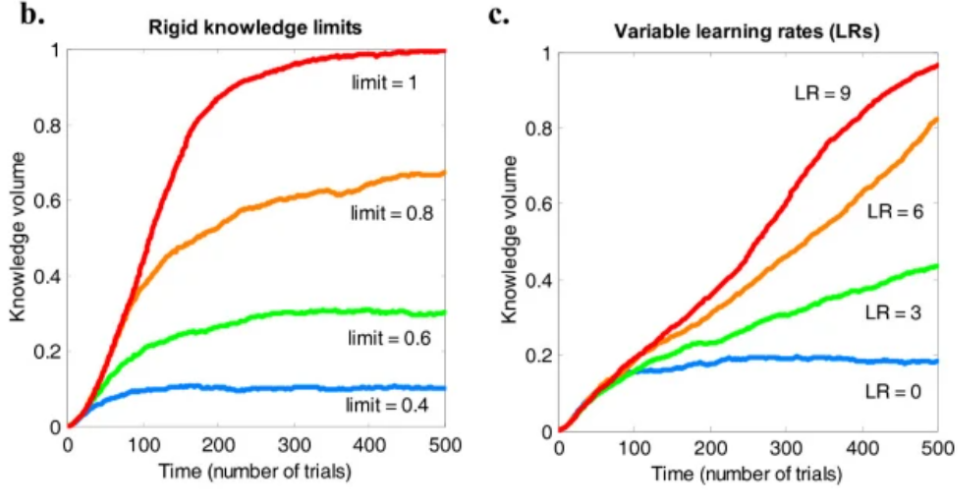 b.
Rigid knowledge limits
1
0.8
0.6
0.4
0.2
0
Knowledge volume
limit = 1
limit = 0.8
limit = 0.6
limit = 0.4
0 100 200 300 400 500
Time (number of trials)
c.
Variable learning rates (LRs)
1
0.8
0.6
0.4
0.2
0
Knowledge volume
LR = 9
LR = 6
LR = 3
LR = 0
0 100 200 300 400 500
Time (number of trials)